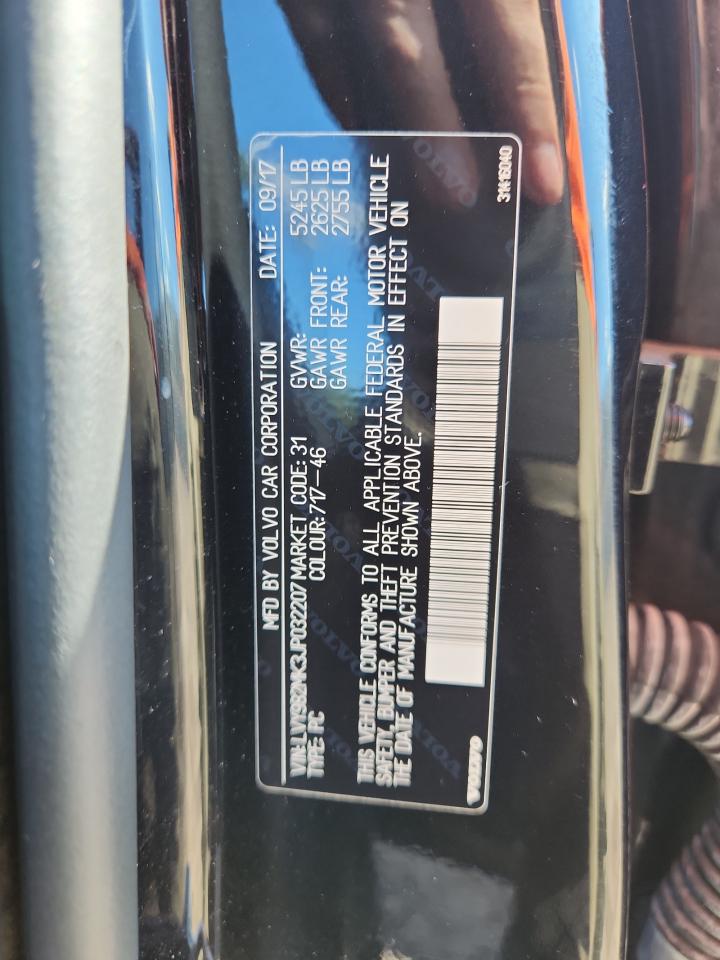 MFD BY VOLVO CAR CORPORATION DATE: 09/17
VIN: LVY982MK3JP032207 MARKET CODE: 31 GVWR: 5245 LB
TYPE: PC COLOUR: 717-46 GAWR FRONT: 2625 LB
GAWR REAR: 2755 LB
THIS VEHICLE CONFORMS TO ALL APPLICABLE FEDERAL MOTOR VEHICLE
SAFETY, BUMPER AND THEFT PREVENTION STANDARDS IN EFFECT ON
THE DATE OF MANUFACTURE SHOWN ABOVE.
VOLVO 31416040